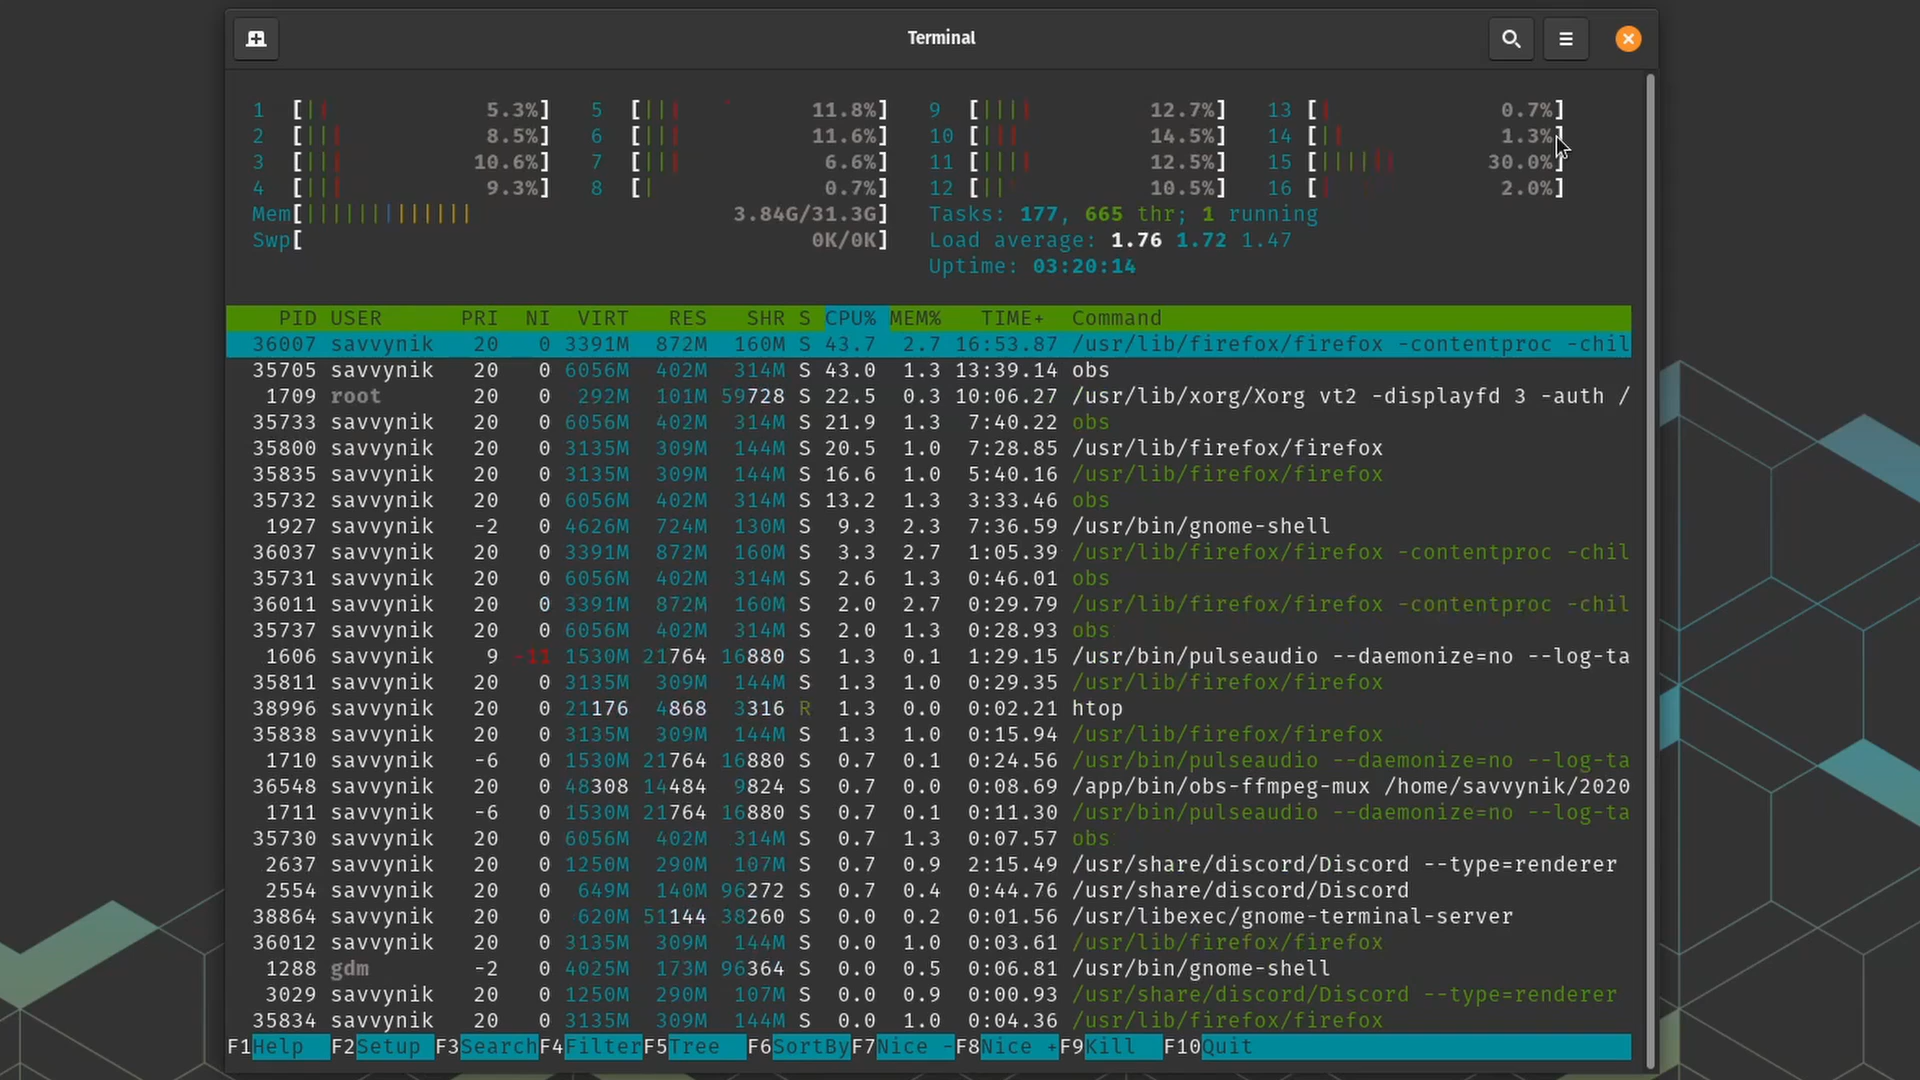 Terminal
1 [|| 5.3%] 5 [||| 11.8%] 9 [|||| 12.7%] 13 [| 0.7%]
2 [||| 8.5%] 6 [||| 11.6%] 10 [||| 14.5%] 14 [|| 1.3%]
3 [||| 10.6%] 7 [||| 6.6%] 11 [|||| 12.5%] 15 [|||||| 30.0%]
4 [||| 9.3%] 8 [| 0.7%] 12 [|| 10.5%] 16 [| 2.0%]
Mem[||||||||||||| 3.84G/31.3G] Tasks: 177, 665 thr; 1 running
Swp[ 0K/0K] Load average: 1.76 1.72 1.47
Uptime: 03:20:14
PID USER PRI NI VIRT RES SHR S CPU% MEM% TIME+ Command
36007 savvynik 20 0 3391M 872M 160M S 43.7 2.7 16:53.87 /usr/lib/firefox/firefox -contentproc -chil
35705 savvynik 20 0 6056M 402M 314M S 43.0 1.3 13:39.14 obs
1709 root 20 0 292M 101M 59728 S 22.5 0.3 10:06.27 /usr/lib/xorg/Xorg vt2 -displayfd 3 -auth /
35733 savvynik 20 0 6056M 402M 314M S 21.9 1.3 7:40.22 obs
35800 savvynik 20 0 3135M 309M 144M S 20.5 1.0 7:28.85 /usr/lib/firefox/firefox
35835 savvynik 20 0 3135M 309M 144M S 16.6 1.0 5:40.16 /usr/lib/firefox/firefox
35732 savvynik 20 0 6056M 402M 314M S 13.2 1.3 3:33.46 obs
1927 savvynik -2 0 4626M 724M 130M S 9.3 2.3 7:36.59 /usr/bin/gnome-shell
36037 savvynik 20 0 3391M 872M 160M S 3.3 2.7 1:05.39 /usr/lib/firefox/firefox -contentproc -chil
35731 savvynik 20 0 6056M 402M 314M S 2.6 1.3 0:46.01 obs
36011 savvynik 20 0 3391M 872M 160M S 2.0 2.7 0:29.79 /usr/lib/firefox/firefox -contentproc -chil
35737 savvynik 20 0 6056M 402M 314M S 2.0 1.3 0:28.93 obs
1606 savvynik 9 -11 1530M 21764 16880 S 1.3 0.1 1:29.15 /usr/bin/pulseaudio --daemonize=no --log-ta
35811 savvynik 20 0 3135M 309M 144M S 1.3 1.0 0:29.35 /usr/lib/firefox/firefox
38996 savvynik 20 0 21176 4868 3316 R 1.3 0.0 0:02.21 htop
35838 savvynik 20 0 3135M 309M 144M S 1.3 1.0 0:15.94 /usr/lib/firefox/firefox
1710 savvynik -6 0 1530M 21764 16880 S 0.7 0.1 0:24.56 /usr/bin/pulseaudio --daemonize=no --log-ta
36548 savvynik 20 0 48308 14484 9824 S 0.7 0.0 0:08.69 /app/bin/obs-ffmpeg-mux /home/savvynik/2020
1711 savvynik -6 0 1530M 21764 16880 S 0.7 0.1 0:11.30 /usr/bin/pulseaudio --daemonize=no --log-ta
35730 savvynik 20 0 6056M 402M 314M S 0.7 1.3 0:07.57 obs
2637 savvynik 20 0 1250M 290M 107M S 0.7 0.9 2:15.49 /usr/share/discord/Discord --type=renderer
2554 savvynik 20 0 649M 140M 96272 S 0.7 0.4 0:44.76 /usr/share/discord/Discord
38864 savvynik 20 0 620M 51144 38260 S 0.0 0.2 0:01.56 /usr/libexec/gnome-terminal-server
36012 savvynik 20 0 3135M 309M 144M S 0.0 1.0 0:03.61 /usr/lib/firefox/firefox
1288 gdm -2 0 4025M 173M 96364 S 0.0 0.5 0:06.81 /usr/bin/gnome-shell
3029 savvynik 20 0 1250M 290M 107M S 0.0 0.9 0:00.93 /usr/share/discord/Discord --type=renderer
35834 savvynik 20 0 3135M 309M 144M S 0.0 1.0 0:04.36 /usr/lib/firefox/firefox
F1Help F2Setup F3SearchF4FilterF5Tree F6SortByF7Nice -F8Nice +F9Kill F10Quit